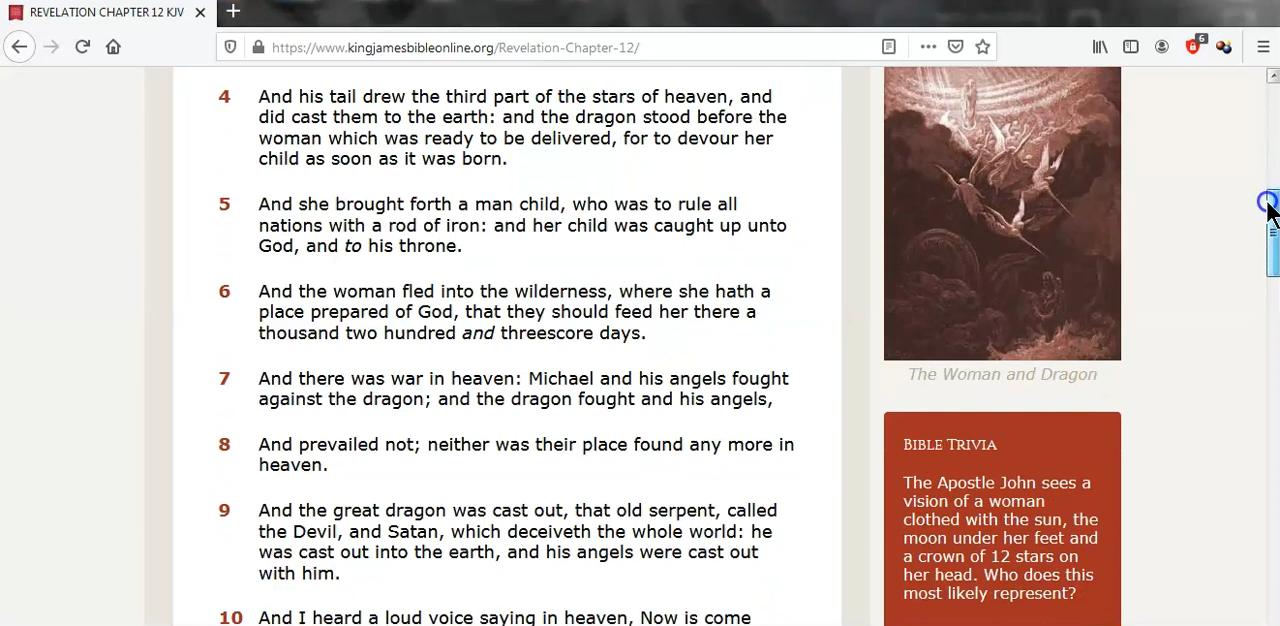 REVELATION CHAPTER 12 KJV
https://www.kingjamesbibleonline.org/Revelation-Chapter-12/
6
4 And his tail drew the third part of the stars of heaven, and
did cast them to the earth: and the dragon stood before the
woman which was ready to be delivered, for to devour her
child as soon as it was born.
5 And she brought forth a man child, who was to rule all
nations with a rod of iron: and her child was caught up unto
God, and to his throne.
6 And the woman fled into the wilderness, where she hath a
place prepared of God, that they should feed her there a
thousand two hundred and threescore days.
7 And there was war in heaven: Michael and his angels fought
against the dragon; and the dragon fought and his angels,
8 And prevailed not; neither was their place found any more in
heaven.
9 And the great dragon was cast out, that old serpent, called
the Devil, and Satan, which deceiveth the whole world: he
was cast out into the earth, and his angels were cast out
with him.
10 And I heard a loud voice saying in heaven, Now is come
The Woman and Dragon
BIBLE TRIVIA
The Apostle John sees a
vision of a woman
clothed with the sun, the
moon under her feet and
a crown of 12 stars on
her head. Who does this
most likely represent?